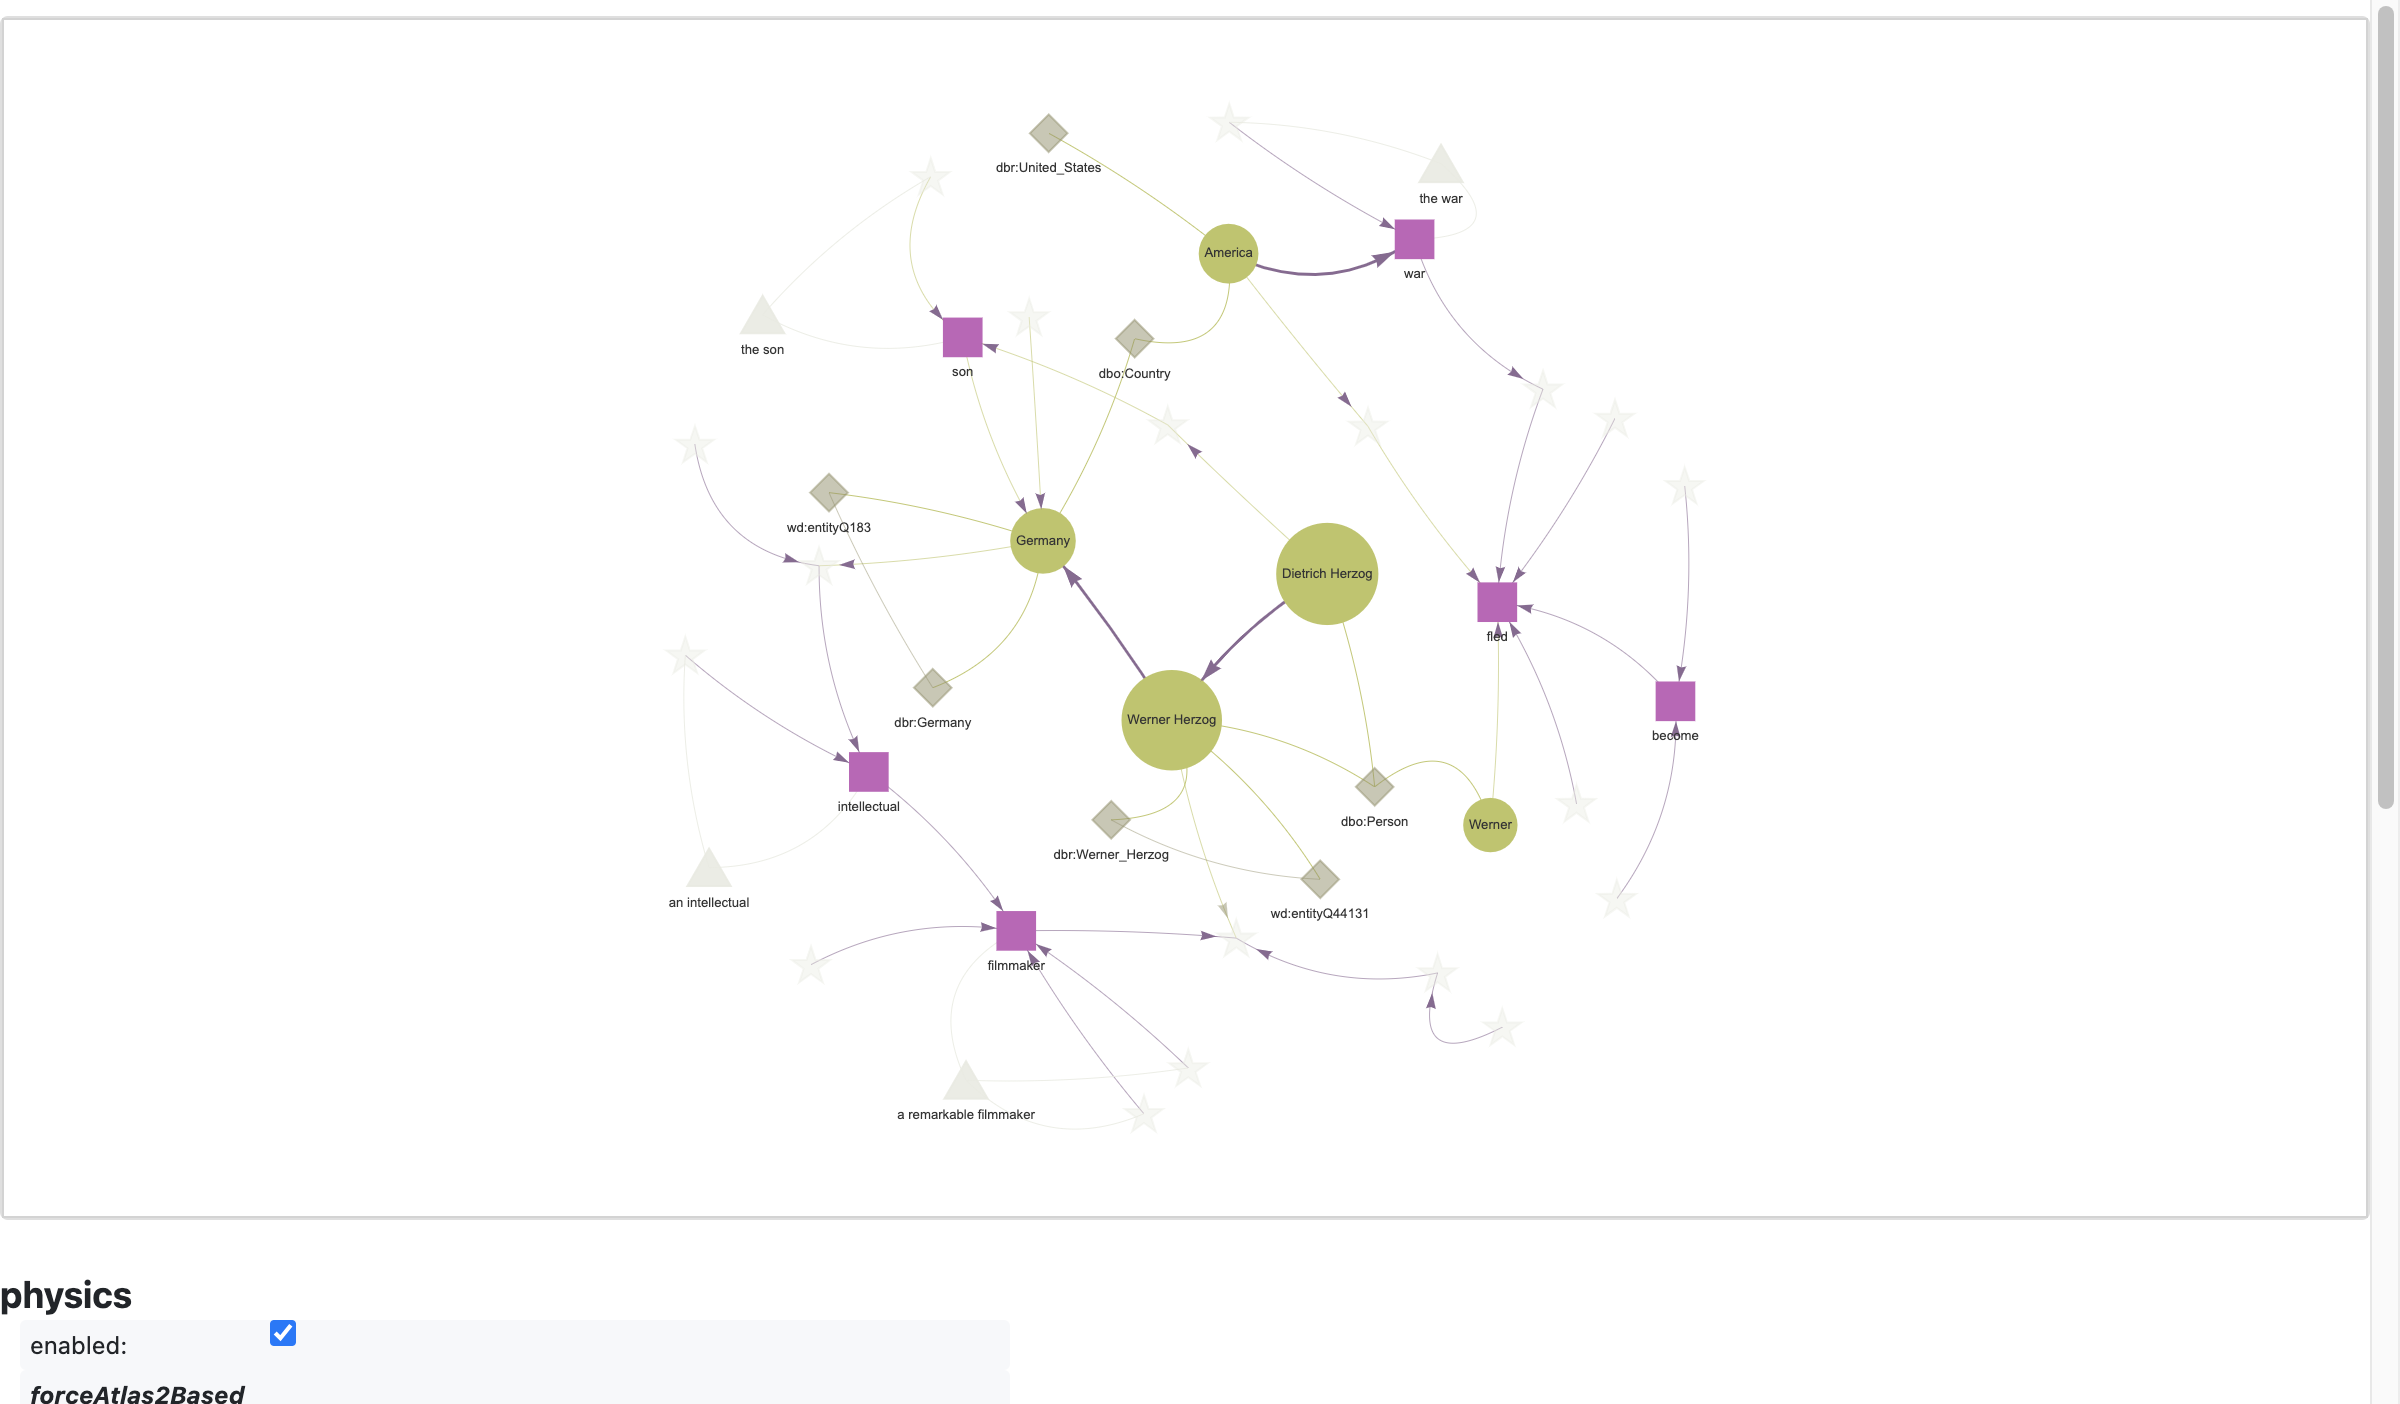 dbr:United_States
the war
America
war
the son
son
dbo:Country
wd:entityQ183
Germany
Dietrich Herzog
fled
dbr:Germany
Werner Herzog
become
intellectual
dbo:Person
Werner
dbr:Werner_Herzog
an intellectual
wd:entityQ44131
filmmaker
a remarkable filmmaker
physics
enabled:
forceAtlas2Based